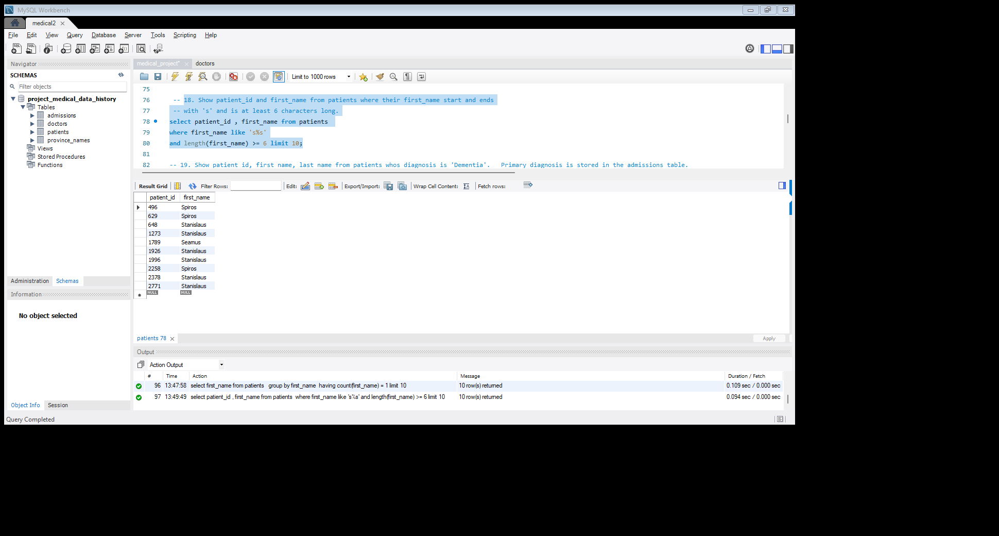 MySQL Workbench
medical2
File Edit View Query Database Server Tools Scripting Help
Navigator
SCHEMAS
Filter objects
project_medical_data_history
Tables
admissions
doctors
patients
province_names
Views
Stored Procedures
Functions
Administration Schemas
Information
No object selected
Object Info Session
medical_project* doctors
Limit to 1000 rows
75
76 -- 18. Show patient_id and first_name from patients where their first_name start and ends
77 -- with 's' and is at least 6 characters long.
78 select patient_id , first_name from patients
79 where first_name like 's%s'
80 and length(first_name) >= 6 limit 10;
81
82 -- 19. Show patient id, first name, last name from patients whos diagnosis is 'Dementia'. Primary diagnosis is stored in the admissions table.
Result Grid Filter Rows: Edit: Export/Import: Wrap Cell Content: Fetch rows:
patient_id first_name
496 Spiros
629 Spiros
648 Stanislaus
1273 Stanislaus
1789 Seamus
1926 Stanislaus
1996 Stanislaus
2258 Spiros
2378 Stanislaus
2771 Stanislaus
NULL NULL
patients 78
Apply
Output
Action Output
# Time Action Message Duration / Fetch
96 13:47:58 select first_name from patients group by first_name having count(first_name) = 1 limit 10 10 row(s) returned 0.109 sec / 0.000 sec
97 13:49:49 select patient_id , first_name from patients where first_name like 's%s' and length(first_name) >= 6 limit 10 10 row(s) returned 0.094 sec / 0.000 sec
Query Completed